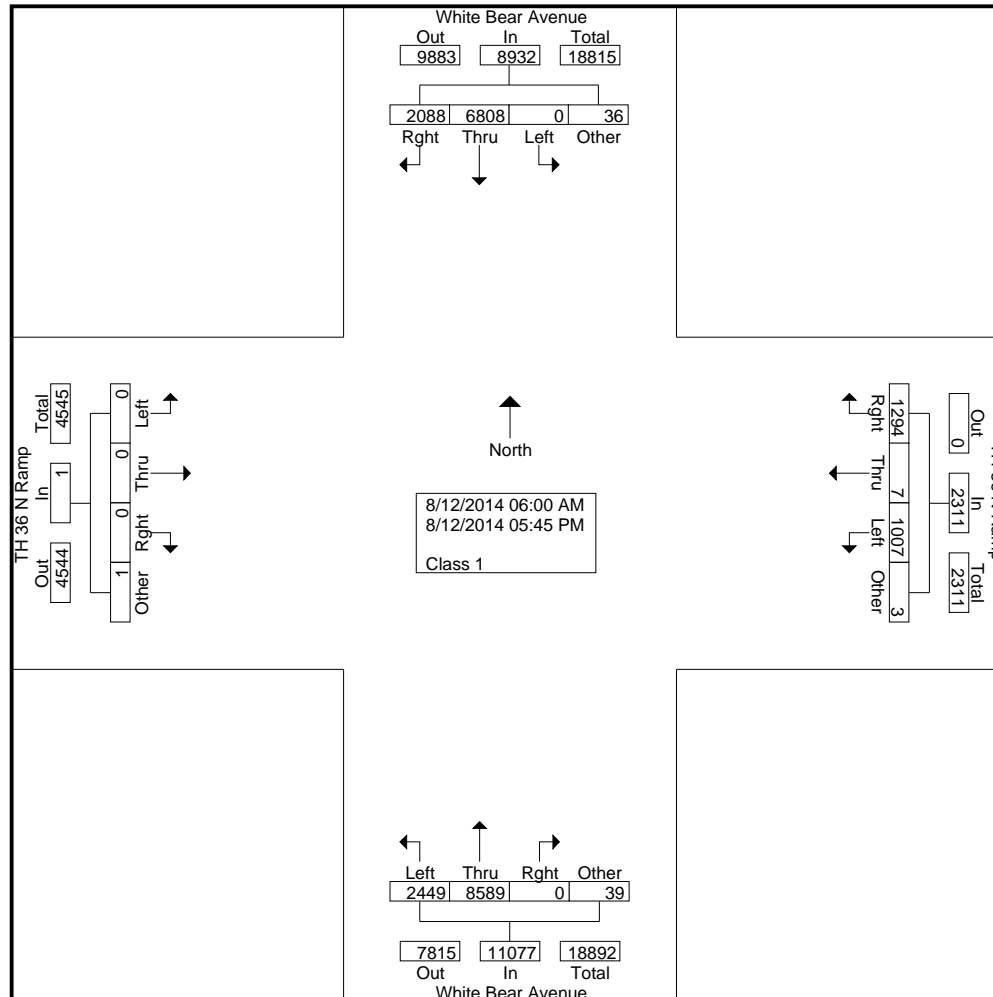 White Bear Avenue
Out In Total
9883 8932 18815
2088 6808 0 36
Rght Thru Left Other
TH 36 N Ramp
Total In Out
4545 1 4544
0 0 0 1
Left Thru Rght Other
North
8/12/2014 06:00 AM
8/12/2014 05:45 PM
Class 1
Rght Thru Left Other
1294 7 1007 3
Out In Total
0 2311 2311
Left Thru Rght Other
2449 8589 0 39
7815 11077 18892
Out In Total
White Bear Avenue